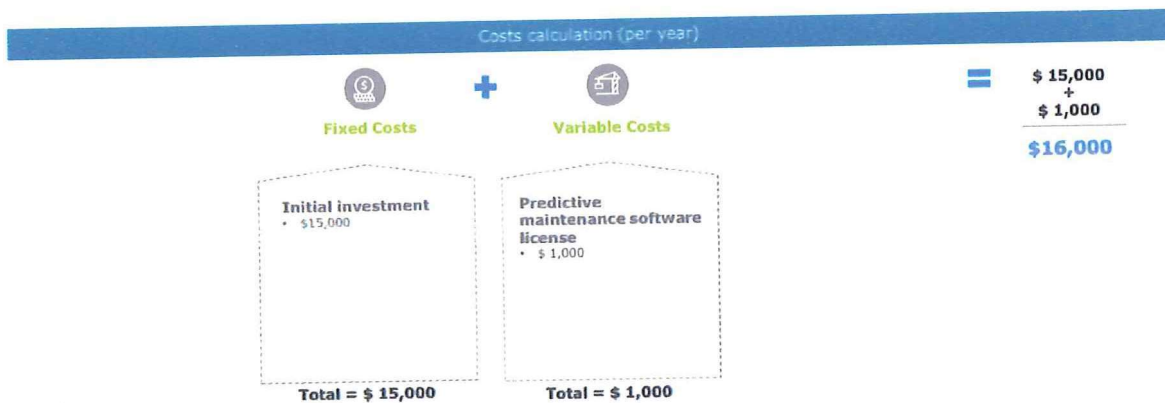 Costs calculation (per year)
Fixed Costs
+
Variable Costs
=
$ 15,000
+
$ 1,000
$16,000
Initial investment
• $15,000
Predictive
maintenance software
license
• $ 1,000
Total = $ 15,000
Total = $ 1,000